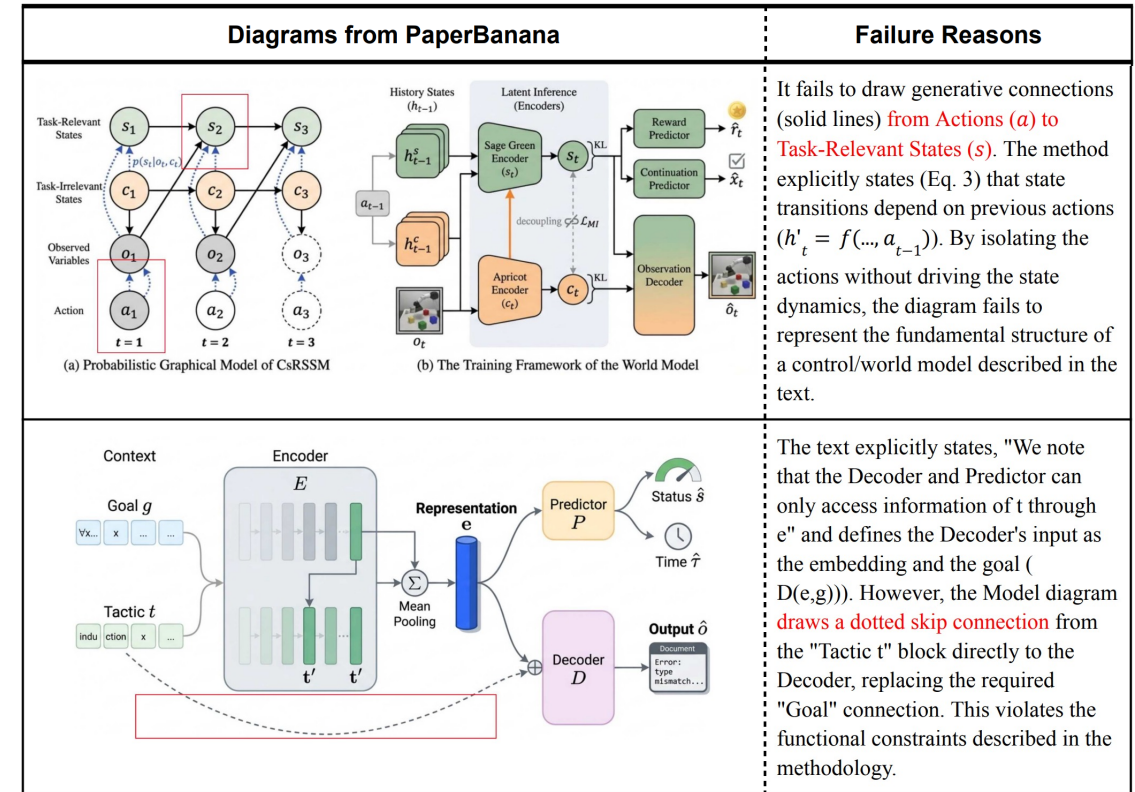 Diagrams from PaperBanana
Failure Reasons
Task-Relevant
States
s₁
s₂
s₃
p(sₜ|oₜ, cₜ)
Task-Irrelevant
States
c₁
c₂
c₃
Observed
Variables
o₁
o₂
o₃
Action
a₁
a₂
a₃
t = 1
t = 2
t = 3
(a) Probabilistic Graphical Model of CsRSSM
History States
(hₜ₋₁)
Latent Inference
(Encoders)
hˢₜ₋₁
aₜ₋₁
hᶜₜ₋₁
oₜ
Sage Green
Encoder
(sₜ)
sₜ
KL
decoupling
ℒ_MI
Apricot
Encoder
(cₜ)
cₜ
KL
Reward
Predictor
r̂ₜ
Continuation
Predictor
x̂ₜ
Observation
Decoder
ôₜ
(b) The Training Framework of the World Model
It fails to draw generative connections
(solid lines) from Actions (a) to
Task-Relevant States (s). The method
explicitly states (Eq. 3) that state
transitions depend on previous actions
(h'ₜ = f(..., aₜ₋₁)). By isolating the
actions without driving the state
dynamics, the diagram fails to
represent the fundamental structure of
a control/world model described in the
text.
Context
Goal g
∀x... x ... ...
Tactic t
indu ction x ...
Encoder
E
t′ t′
Σ
Mean
Pooling
Representation
e
Predictor
P
Status ŝ
Time τ̂
Decoder
D
Output ô
Document
Error:
type
mismatch...
The text explicitly states, "We note
that the Decoder and Predictor can
only access information of t through
e" and defines the Decoder's input as
the embedding and the goal (
D(e,g))). However, the Model diagram
draws a dotted skip connection from
the "Tactic t" block directly to the
Decoder, replacing the required
"Goal" connection. This violates the
functional constraints described in the
methodology.